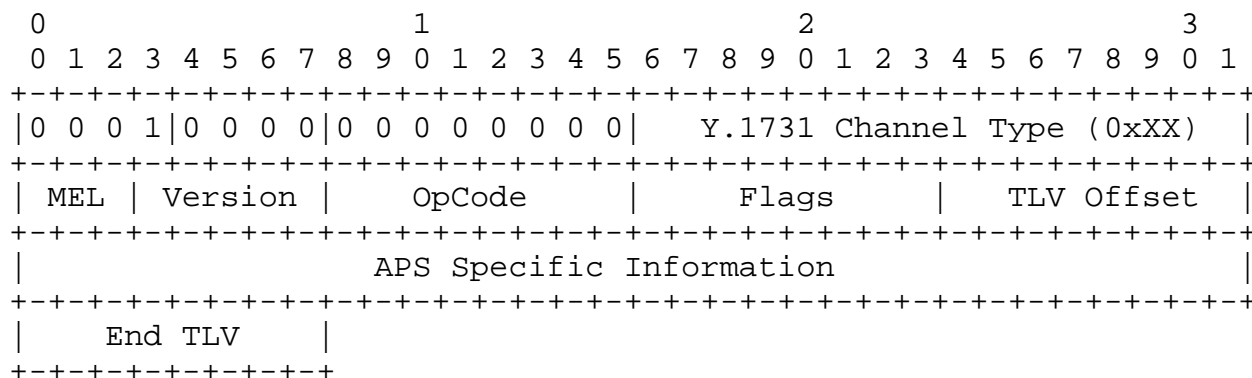 0                   1                   2                   3
 0 1 2 3 4 5 6 7 8 9 0 1 2 3 4 5 6 7 8 9 0 1 2 3 4 5 6 7 8 9 0 1
+-+-+-+-+-+-+-+-+-+-+-+-+-+-+-+-+-+-+-+-+-+-+-+-+-+-+-+-+-+-+-+-+
|0 0 0 1|0 0 0 0|0 0 0 0 0 0 0 0|   Y.1731 Channel Type (0xXX)  |
+-+-+-+-+-+-+-+-+-+-+-+-+-+-+-+-+-+-+-+-+-+-+-+-+-+-+-+-+-+-+-+-+
| MEL | Version |    OpCode     |     Flags     |   TLV Offset  |
+-+-+-+-+-+-+-+-+-+-+-+-+-+-+-+-+-+-+-+-+-+-+-+-+-+-+-+-+-+-+-+-+
|                  APS Specific Information                     |
+-+-+-+-+-+-+-+-+-+-+-+-+-+-+-+-+-+-+-+-+-+-+-+-+-+-+-+-+-+-+-+-+
|    End TLV    |
+-+-+-+-+-+-+-+-+